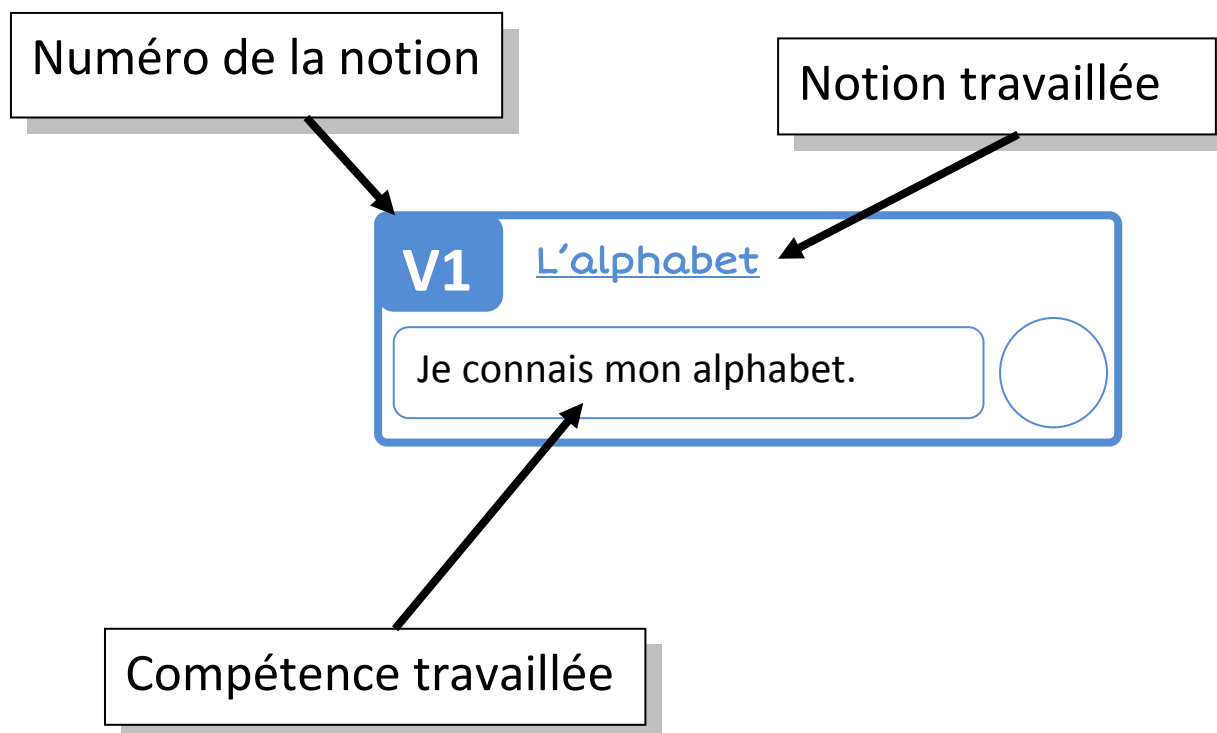 Numéro de la notion
Notion travaillée
V1
L'alphabet
Je connais mon alphabet.
Compétence travaillée